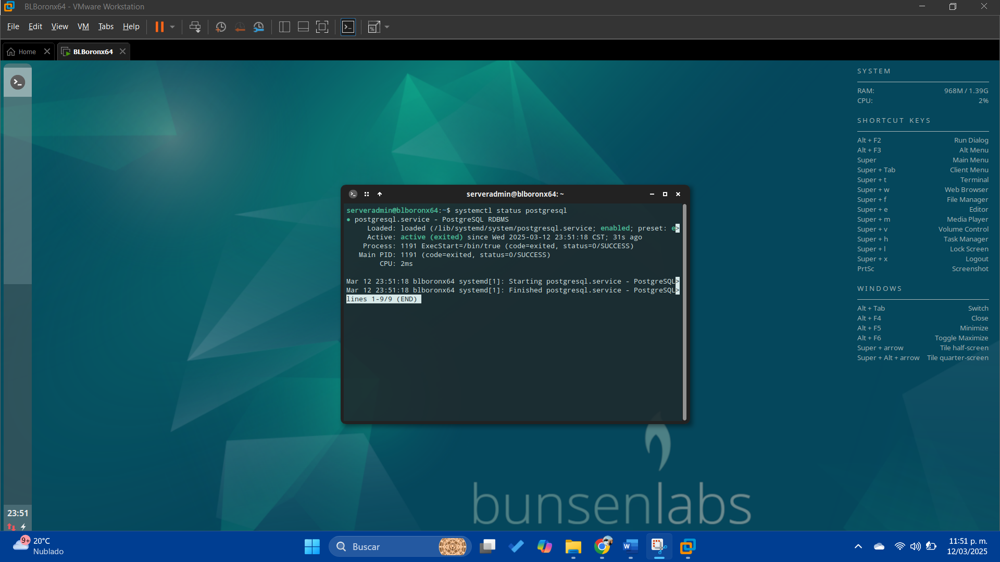 BLBoronx64 - VMware Workstation
File Edit View VM Tabs Help
Home
BLBoronx64
SYSTEM
RAM: 968M / 1.39G
CPU: 2%
SHORTCUT KEYS
Alt + F2 Run Dialog
Alt + F3 Alt Menu
Super Main Menu
Super + Tab Client Menu
Super + t Terminal
Super + w Web Browser
Super + f File Manager
Super + e Editor
Super + m Media Player
Super + v Volume Control
Super + h Task Manager
Super + l Lock Screen
Super + x Logout
PrtSc Screenshot
WINDOWS
Alt + Tab Switch
Alt + F4 Close
Alt + F5 Minimize
Alt + F6 Toggle Maximize
Super + arrow Tile half-screen
Super + Alt + arrow Tile quarter-screen
serveradmin@blboronx64: ~
serveradmin@blboronx64:~$ systemctl status postgresql
● postgresql.service - PostgreSQL RDBMS
Loaded: loaded (/lib/systemd/system/postgresql.service; enabled; preset: e>
Active: active (exited) since Wed 2025-03-12 23:51:18 CST; 31s ago
Process: 1191 ExecStart=/bin/true (code=exited, status=0/SUCCESS)
Main PID: 1191 (code=exited, status=0/SUCCESS)
CPU: 2ms
Mar 12 23:51:18 blboronx64 systemd[1]: Starting postgresql.service - PostgreSQL>
Mar 12 23:51:18 blboronx64 systemd[1]: Finished postgresql.service - PostgreSQL>
lines 1-9/9 (END)
bunsenlabs
23:51
9+
20°C
Nublado
Buscar
11:51 p. m.
12/03/2025